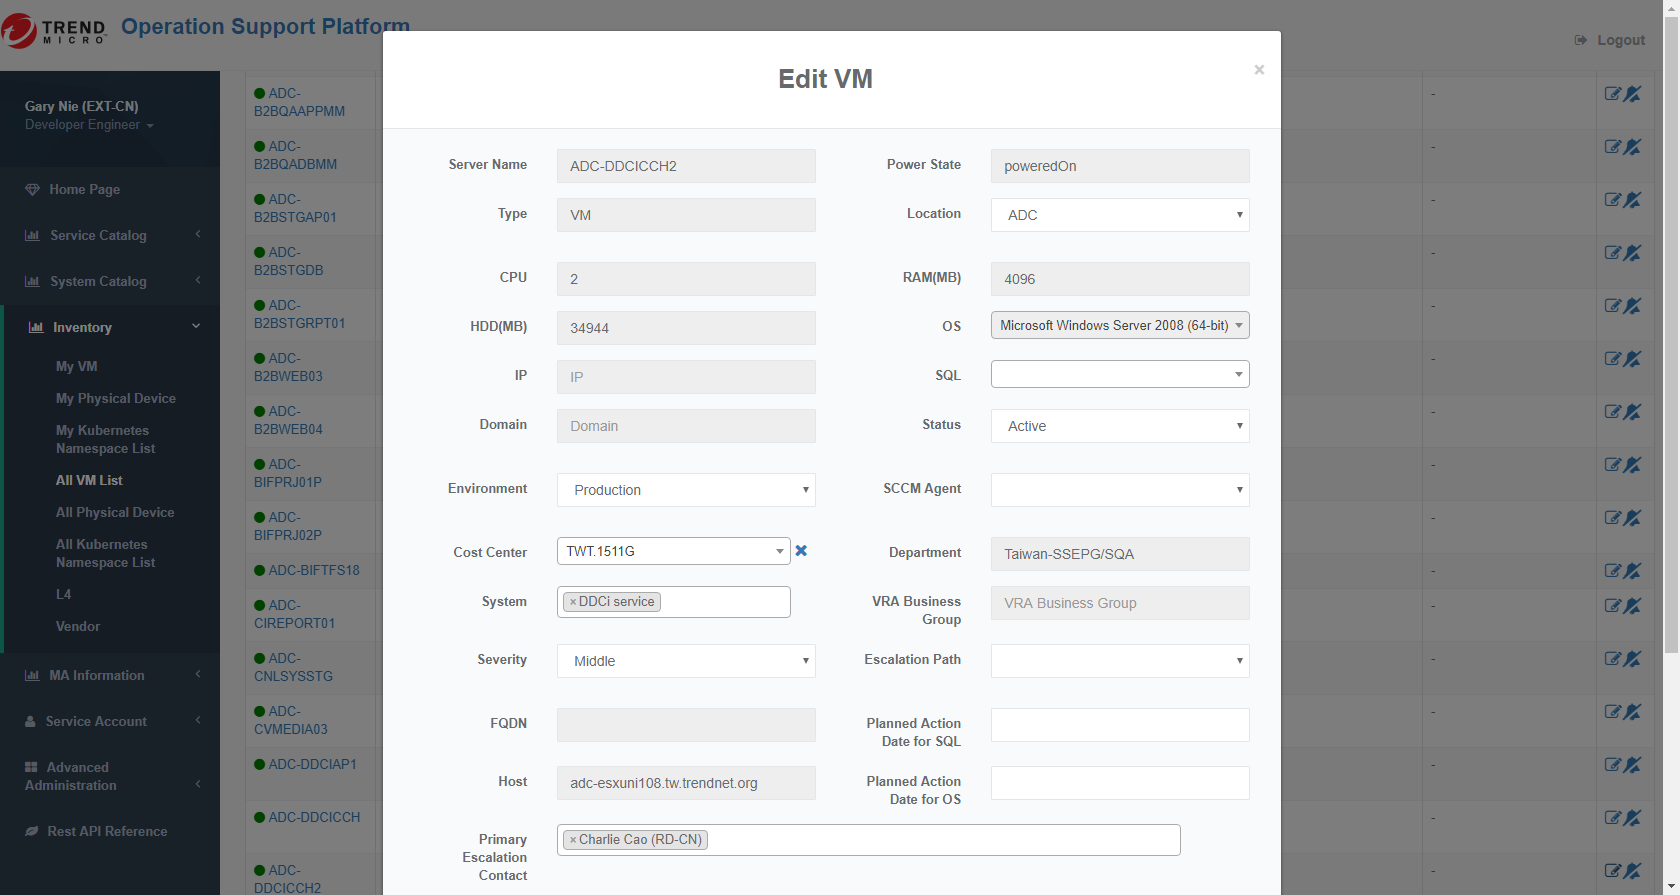 TREND
MICRO
Operation Support Platform
Logout
Gary Nie (EXT-CN)
Developer Engineer
Home Page
Service Catalog
System Catalog
Inventory
My VM
My Physical Device
My Kubernetes
Namespace List
All VM List
All Physical Device
All Kubernetes
Namespace List
L4
Vendor
MA Information
Service Account
Advanced
Administration
Rest API Reference
ADC-
B2BQAAPPMM
-
ADC-
B2BQADBMM
-
ADC-
B2BSTGAP01
-
ADC-
B2BSTGDB
-
ADC-
B2BSTGRPT01
-
ADC-
B2BWEB03
-
ADC-
B2BWEB04
-
ADC-
BIFPRJ01P
-
ADC-
BIFPRJ02P
-
ADC-BIFTFS18
-
ADC-
CIREPORT01
-
ADC-
CNLSYSSTG
-
ADC-
CVMEDIA03
-
ADC-DDCIAP1
-
ADC-DDCICCH
-
ADC-
DDCICCH2
-
Edit VM
×
Server Name ADC-DDCICCH2 Power State poweredOn
Type VM Location ADC
CPU 2 RAM(MB) 4096
HDD(MB) 34944 OS Microsoft Windows Server 2008 (64-bit)
IP IP SQL
Domain Domain Status Active
Environment Production SCCM Agent
Cost Center TWT.1511G Department Taiwan-SSEPG/SQA
System ×DDCi service VRA Business
Group VRA Business Group
Severity Middle Escalation Path
FQDN Planned Action
Date for SQL
Host adc-esxuni108.tw.trendnet.org Planned Action
Date for OS
Primary
Escalation
Contact ×Charlie Cao (RD-CN)